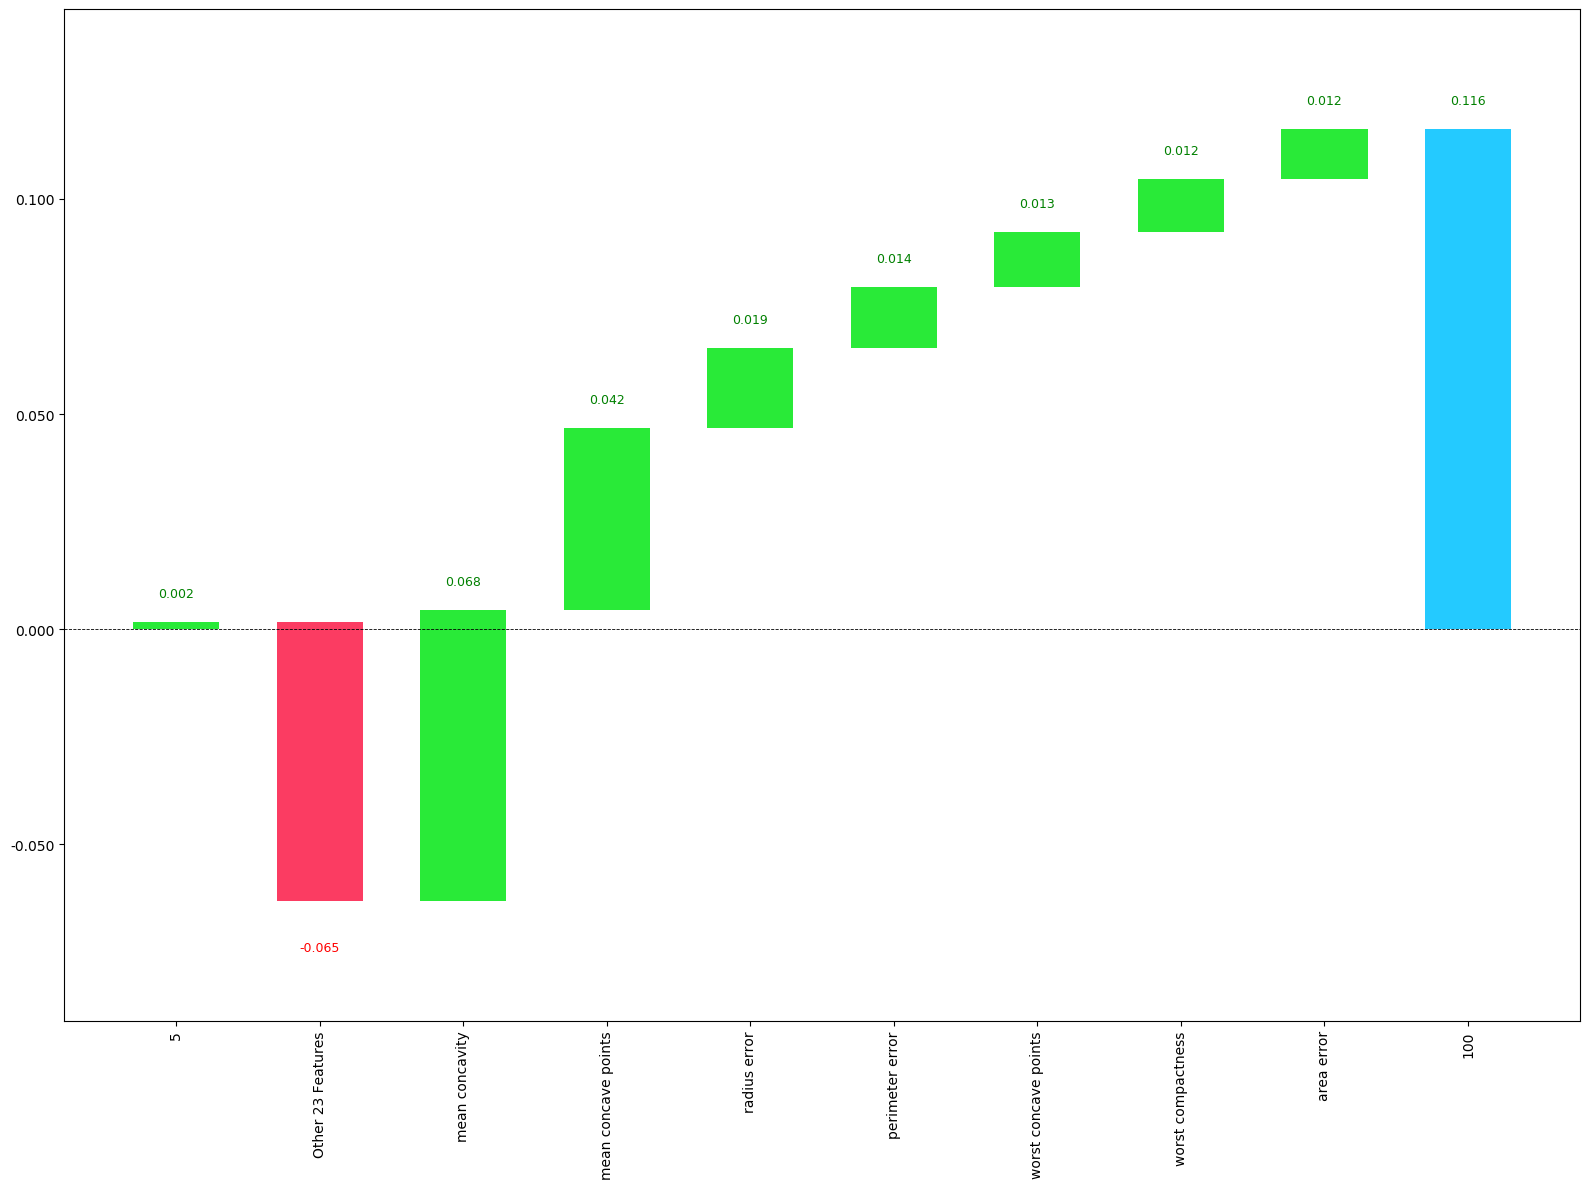 0.012
0.116
0.012
0.100
0.013
0.014
0.019
0.050
0.042
0.068
0.002
0.000
-0.050
-0.065
5
Other 23 Features
mean concavity
mean concave points
radius error
perimeter error
worst concave points
worst compactness
area error
100